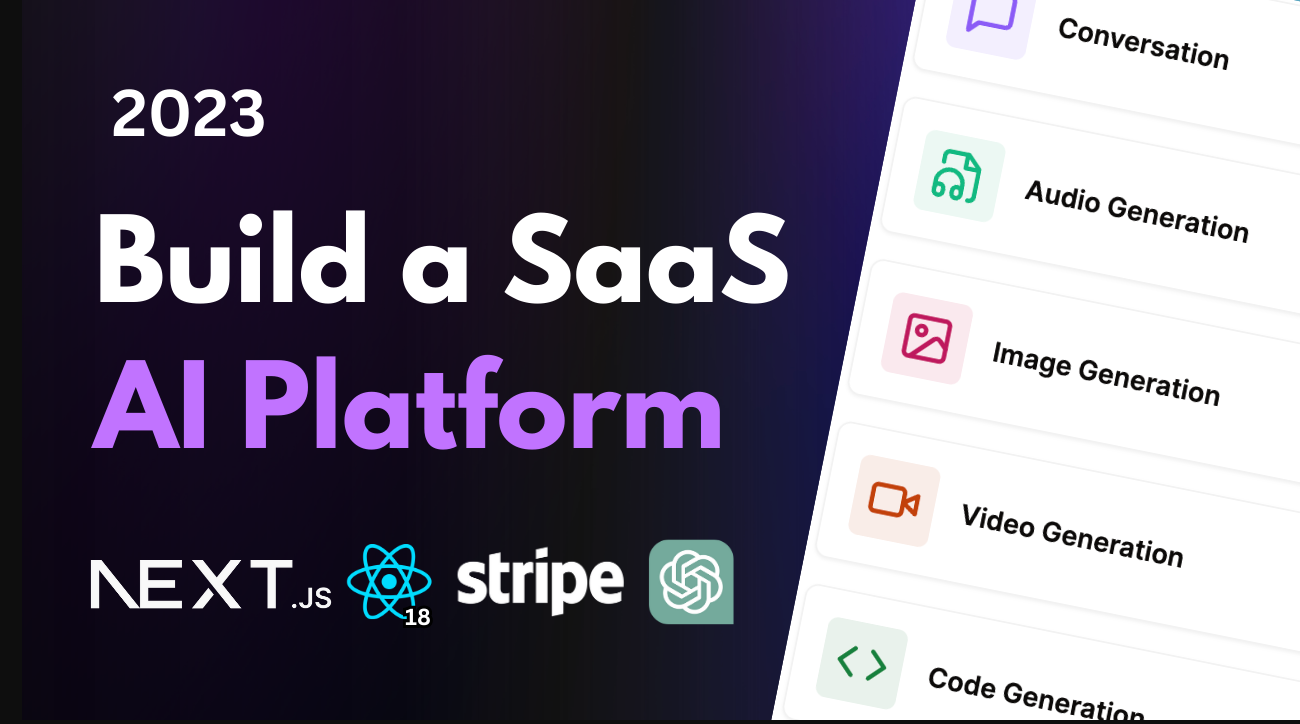 2023
Build a SaaS
AI Platform
NEXT.JS
18
stripe
Conversation
Audio Generation
Image Generation
Video Generation
Code Generation